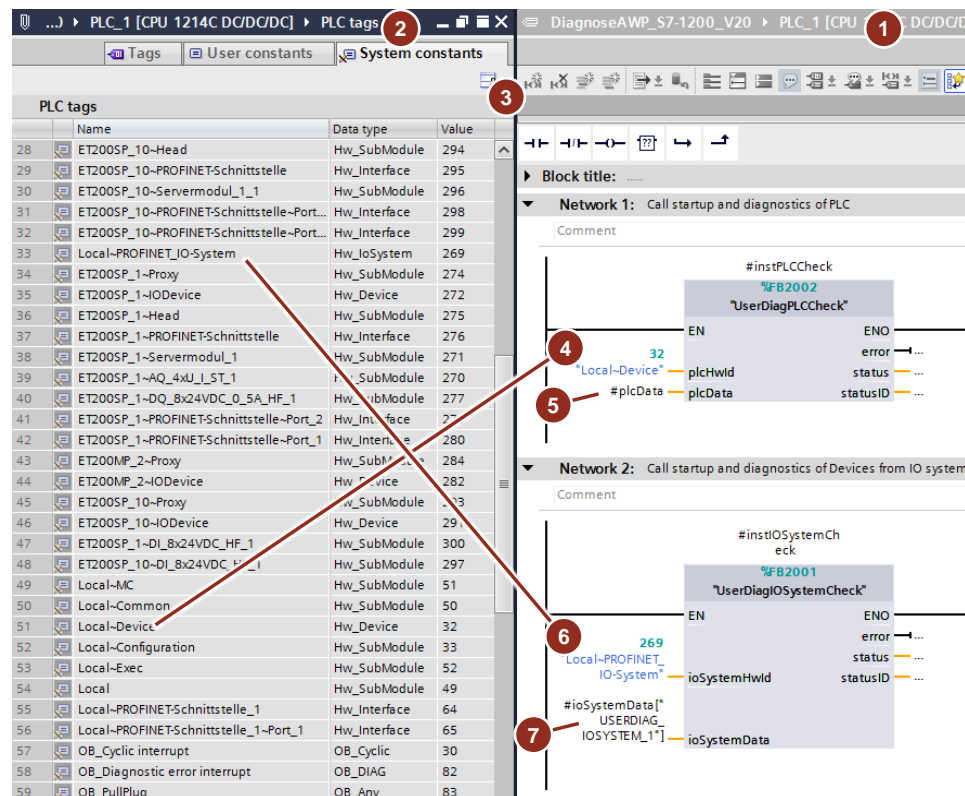 ...) ▸ PLC_1 [CPU 1214C DC/DC/DC] ▸ PLC tags
2
Tags
User constants
System constants
3
PLC tags
Name Data type Value
28 ET200SP_10~Head Hw_SubModule 294
29 ET200SP_10~PROFINET-Schnittstelle Hw_Interface 295
30 ET200SP_10~Servermodul_1_1 Hw_SubModule 296
31 ET200SP_10~PROFINET-Schnittstelle~Port... Hw_Interface 298
32 ET200SP_10~PROFINET-Schnittstelle~Port... Hw_Interface 299
33 Local~PROFINET_IO-System Hw_IoSystem 269
34 ET200SP_1~Proxy Hw_SubModule 274
35 ET200SP_1~IODevice Hw_Device 272
36 ET200SP_1~Head Hw_SubModule 275
37 ET200SP_1~PROFINET-Schnittstelle Hw_Interface 276
38 ET200SP_1~Servermodul_1 Hw_SubModule 271
39 ET200SP_1~AQ_4xU_I_ST_1 270
40 ET200SP_1~DQ_8x24VDC_0_5A_HF_1 Hw_SubModule 277
41 ET200SP_1~PROFINET-Schnittstelle~Port_2
42 ET200SP_1~PROFINET-Schnittstelle~Port_1 280
43 ET200MP_2~Proxy 284
44 ET200MP_2~IODevice Hw_Device 282
45 ET200SP_10~Proxy
46 ET200SP_10~IODevice Hw_Device
47 ET200SP_1~DI_8x24VDC_HF_1 Hw_SubModule 300
48 ET200SP_10~DI_8x24VDC_HF_1 Hw_SubModule 297
49 Local~MC Hw_SubModule 51
50 Local~Common Hw_SubModule 50
51 Local~Device Hw_Device 32
52 Local~Configuration Hw_SubModule 33
53 Local~Exec Hw_SubModule 52
54 Local Hw_SubModule 49
55 Local~PROFINET-Schnittstelle_1 Hw_Interface 64
56 Local~PROFINET-Schnittstelle_1~Port_1 Hw_Interface 65
57 OB_Cyclic interrupt OB_Cyclic 30
58 OB_Diagnostic error interrupt OB_DIAG 82
59 OB_PullPlug OB_Any 83
DiagnoseAWP_S7-1200_V20 ▸ PLC_1 [CPU DC/DC/D
1
??
Block title: .....
Network 1: Call startup and diagnostics of PLC
Comment
#instPLCCheck
%FB2002
"UserDiagPLCCheck"
EN ENO
4
error ...
32
"Local~Device" plcHwId status ...
5
#plcData plcData statusID ...
Network 2: Call startup and diagnostics of Devices from IO system
Comment
#instIOSystemCh
eck
%FB2001
"UserDiagIOSystemCheck"
EN ENO
6
error ...
269
"Local~PROFINET_ status ...
IO-System" ioSystemHwId statusID ...
#ioSystemData["
USERDIAG_
7
IOSYSTEM_1"] ioSystemData